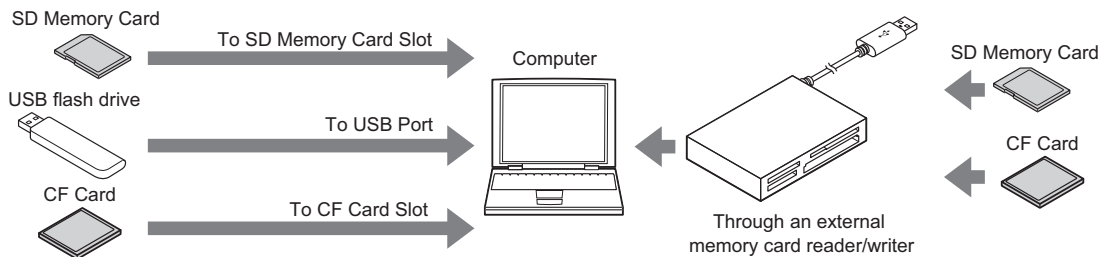 SD Memory Card
To SD Memory Card Slot
Computer
USB flash drive
To USB Port
CF Card
To CF Card Slot
SD Memory Card
CF Card
Through an external
memory card reader/writer